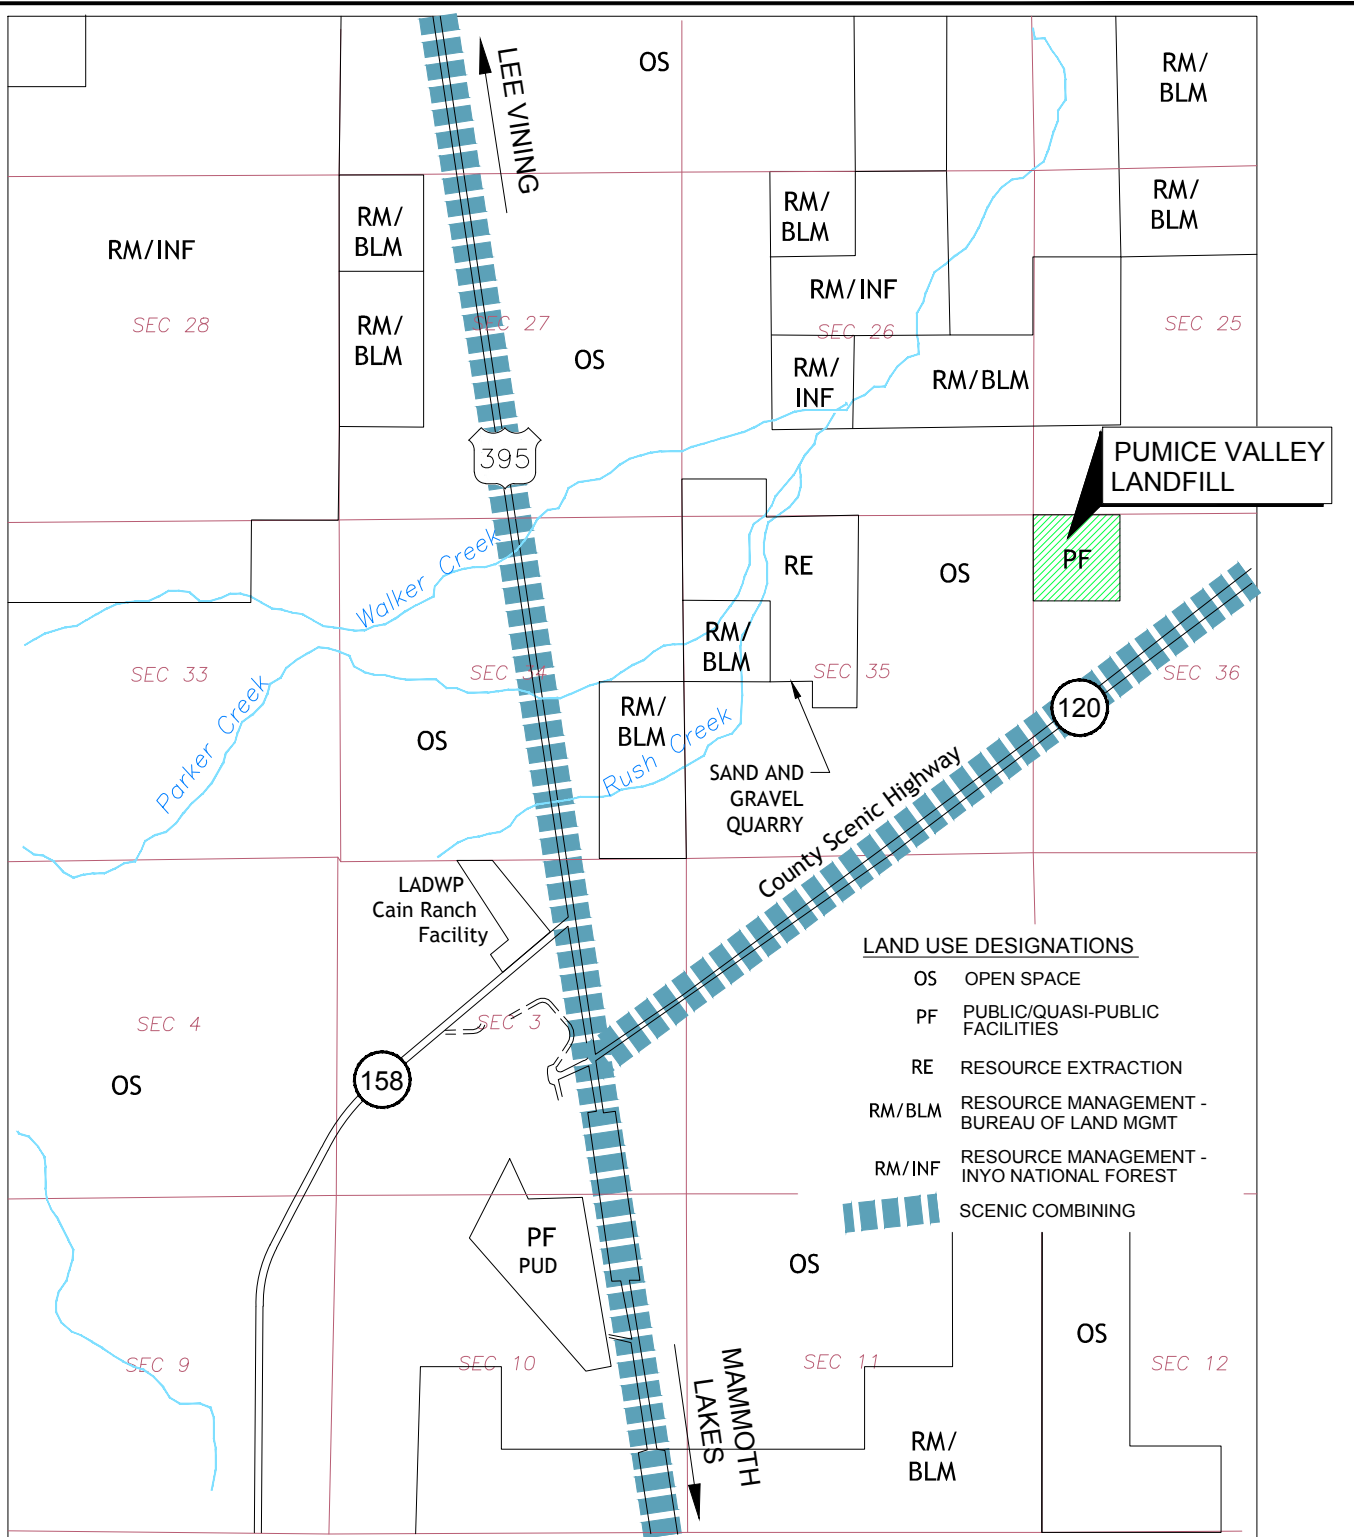 OS
RM/
BLM
LEE VINING
RM/INF
RM/
BLM
RM/
BLM
RM/
BLM
RM/INF
SEC 28
SEC 27
SEC 26
SEC 25
RM/
BLM
OS
RM/
INF
RM/BLM
395
PUMICE VALLEY
LANDFILL
Walker Creek
RE
OS
PF
RM/
BLM
SEC 33
SEC 34
SEC 35
SEC 36
Parker Creek
OS
RM/
BLM
Rush Creek
120
SAND AND
GRAVEL
QUARRY
County Scenic Highway
LADWP
Cain Ranch
Facility
LAND USE DESIGNATIONS
OS OPEN SPACE
PF PUBLIC/QUASI-PUBLIC
FACILITIES
RE RESOURCE EXTRACTION
RM/BLM RESOURCE MANAGEMENT -
BUREAU OF LAND MGMT
RM/INF RESOURCE MANAGEMENT -
INYO NATIONAL FOREST
SCENIC COMBINING
SEC 4
SEC 3
OS
158
PF
PUD
OS
OS
SEC 9
SEC 10
SEC 11
SEC 12
MAMMOTH
LAKES
RM/
BLM